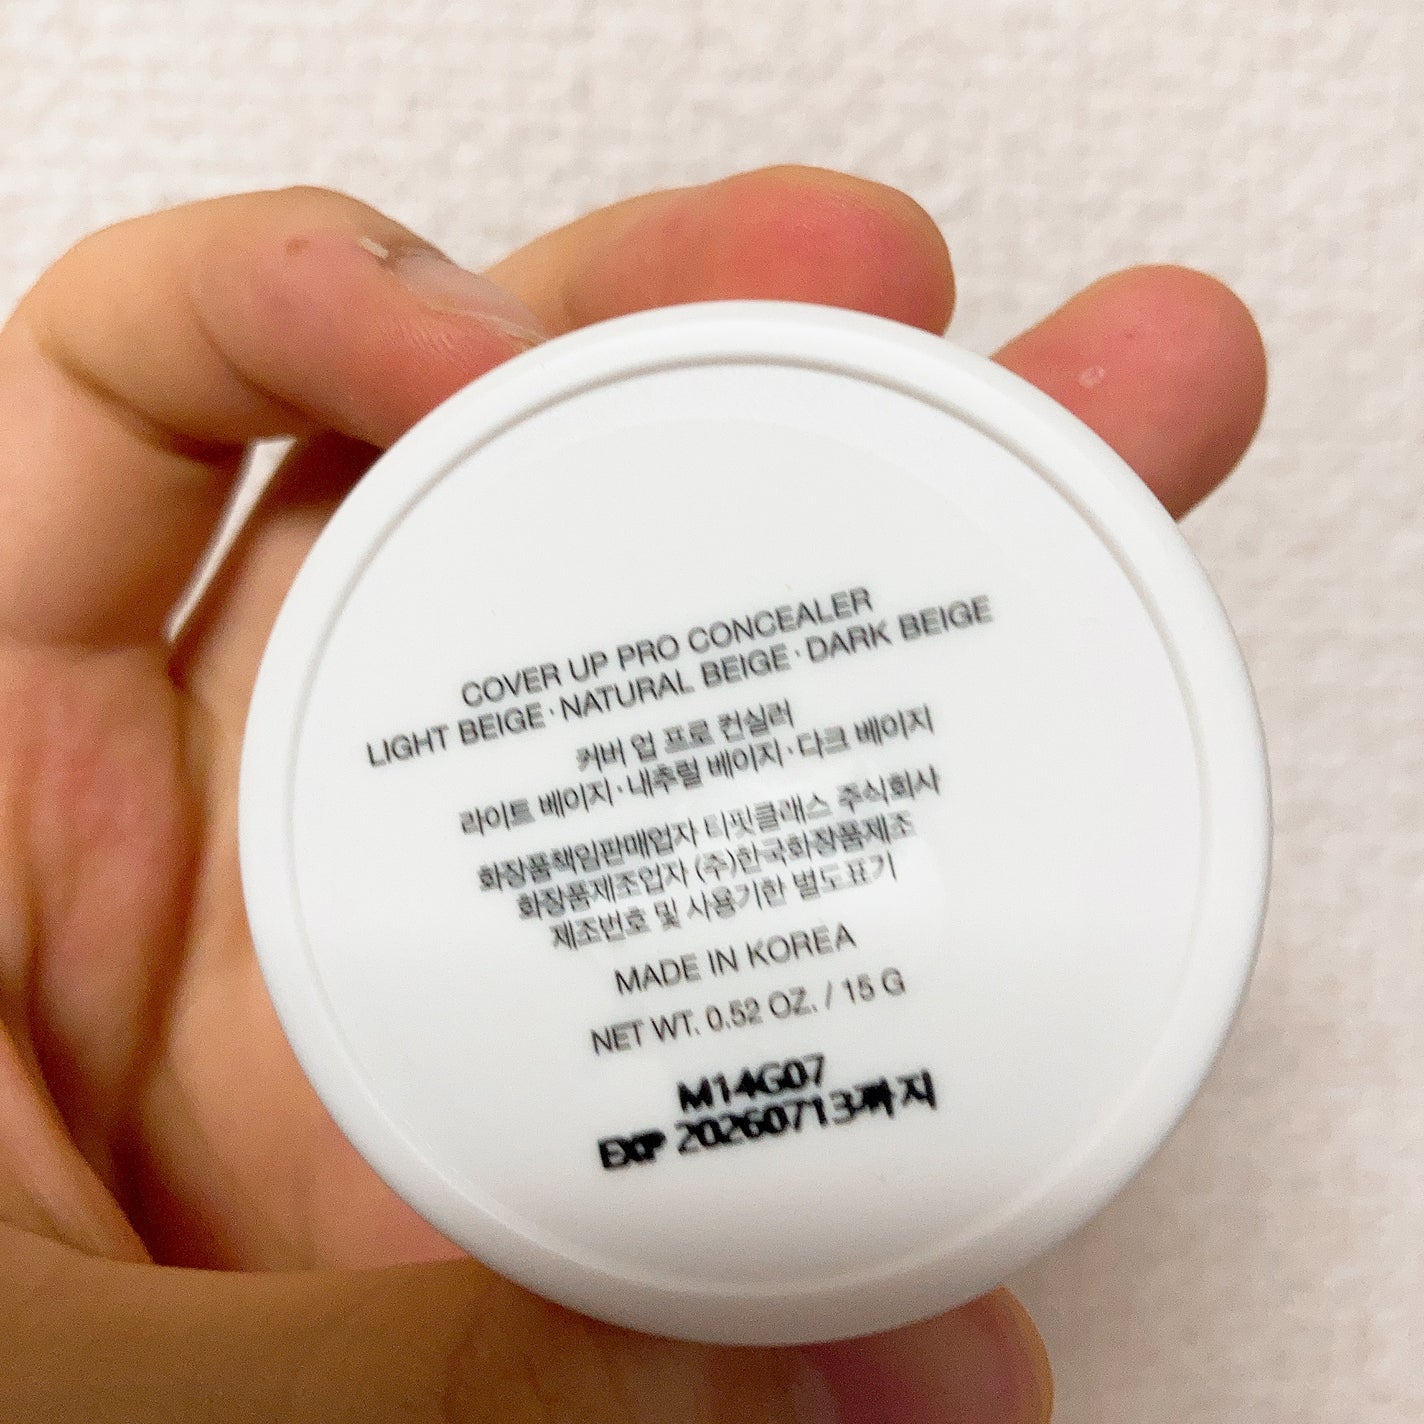 COVER UP PRO CONCEALER
LIGHT BEIGE·NATURAL BEIGE·DARK BEIGE
커버 업 프로 컨실러
라이트 베이지·내추럴 베이지·다크 베이지
화장품책임판매업자 티핏클래스 주식회사
화장품제조업자 (주)한국화장품제조
제조번호 및 사용기한 별도표기
MADE IN KOREA
NET WT. 0.52 OZ. / 15 G
M14G07
EXP 20260713까지